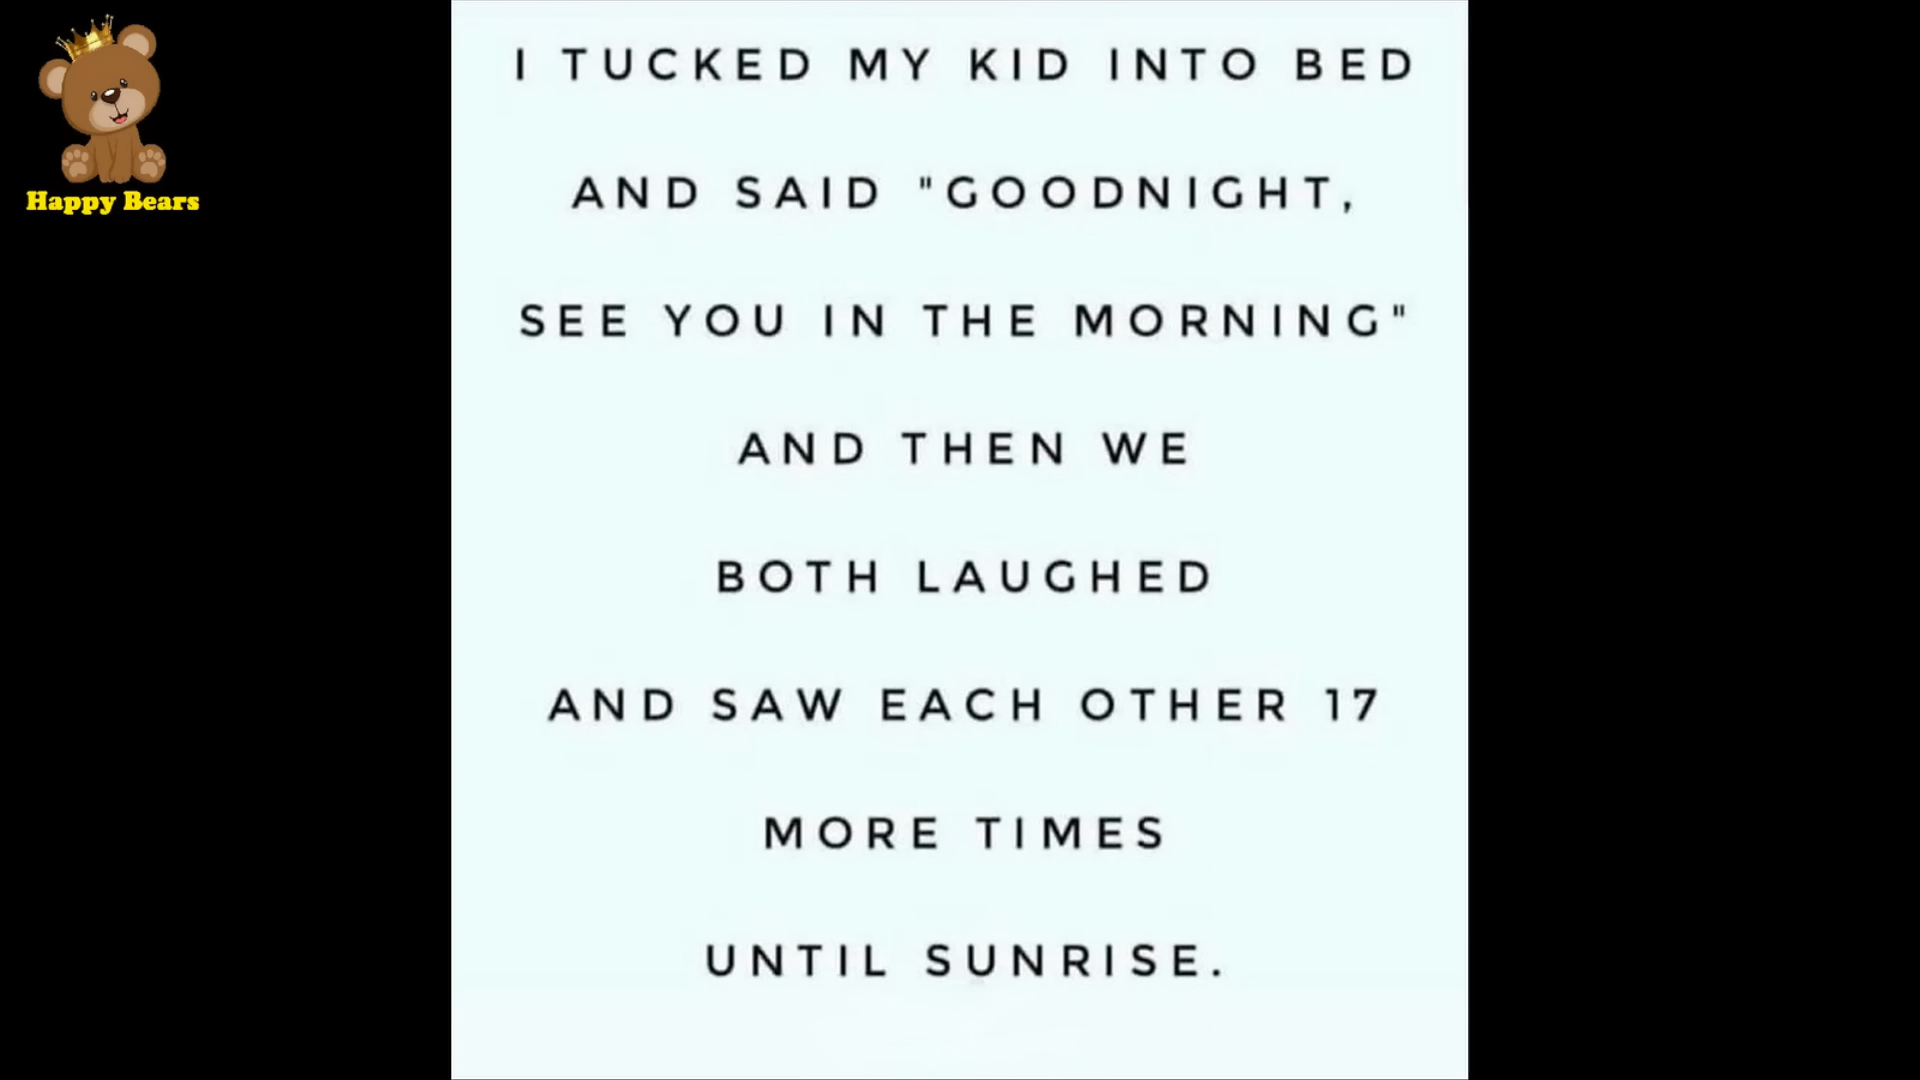 Happy Bears
I TUCKED MY KID INTO BED
AND SAID "GOODNIGHT,
SEE YOU IN THE MORNING"
AND THEN WE
BOTH LAUGHED
AND SAW EACH OTHER 17
MORE TIMES
UNTIL SUNRISE.